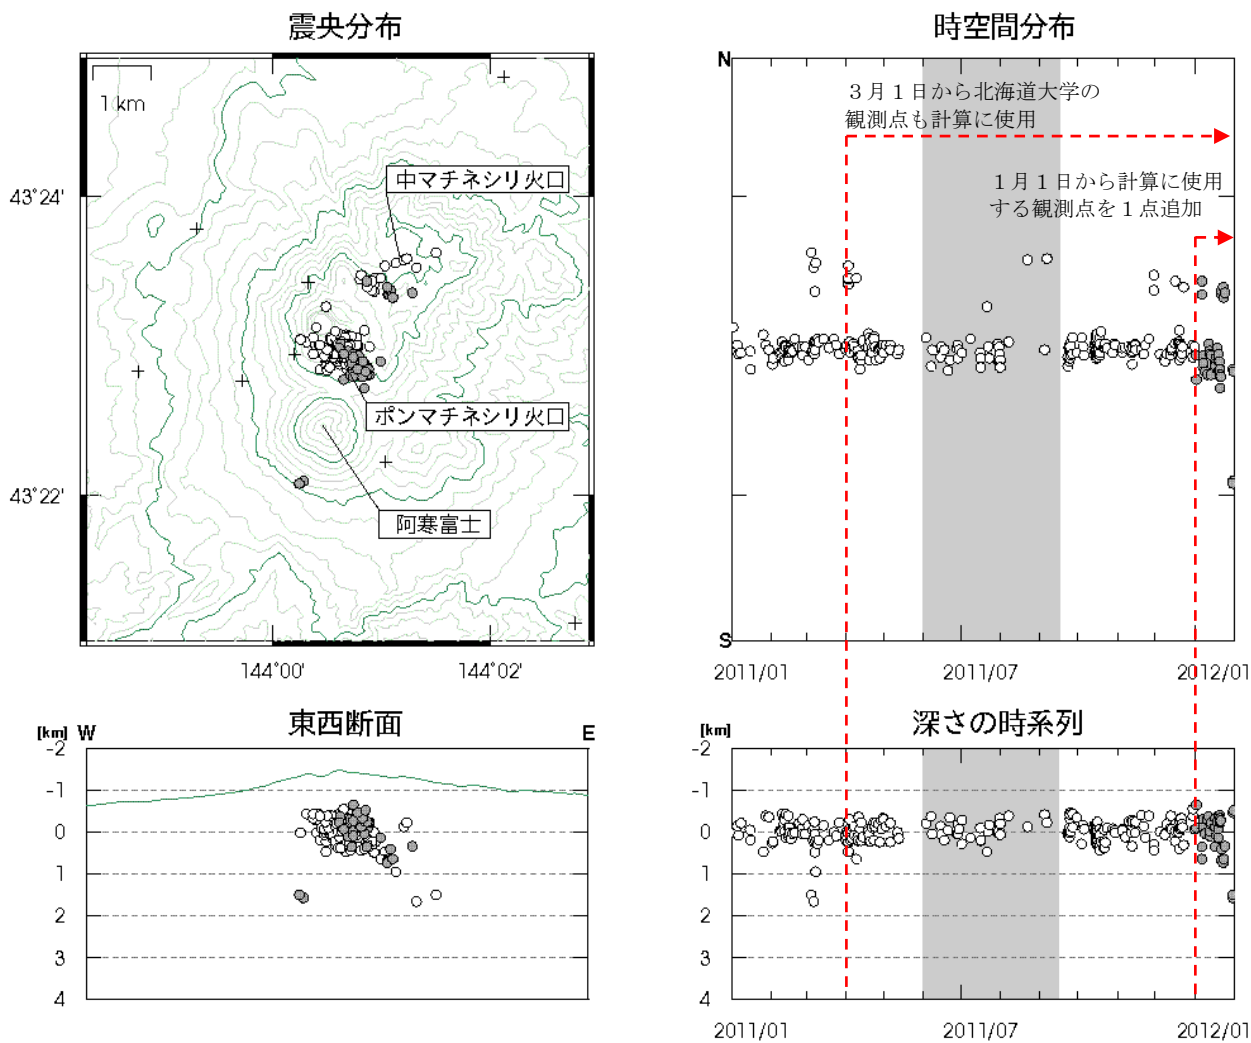 震央分布
1 km
43°24'
43°22'
中マチネシリ火口
ポンマチネシリ火口
阿寒富士
144°00'
144°02'
時空間分布
N
3月1日から北海道大学の
観測点も計算に使用
1月1日から計算に使用
する観測点を1点追加
S
2011/01
2011/07
2012/01
東西断面
[km]
W
E
-2
-1
0
1
2
3
4
深さの時系列
[km]
-2
-1
0
1
2
3
4
2011/01
2011/07
2012/01